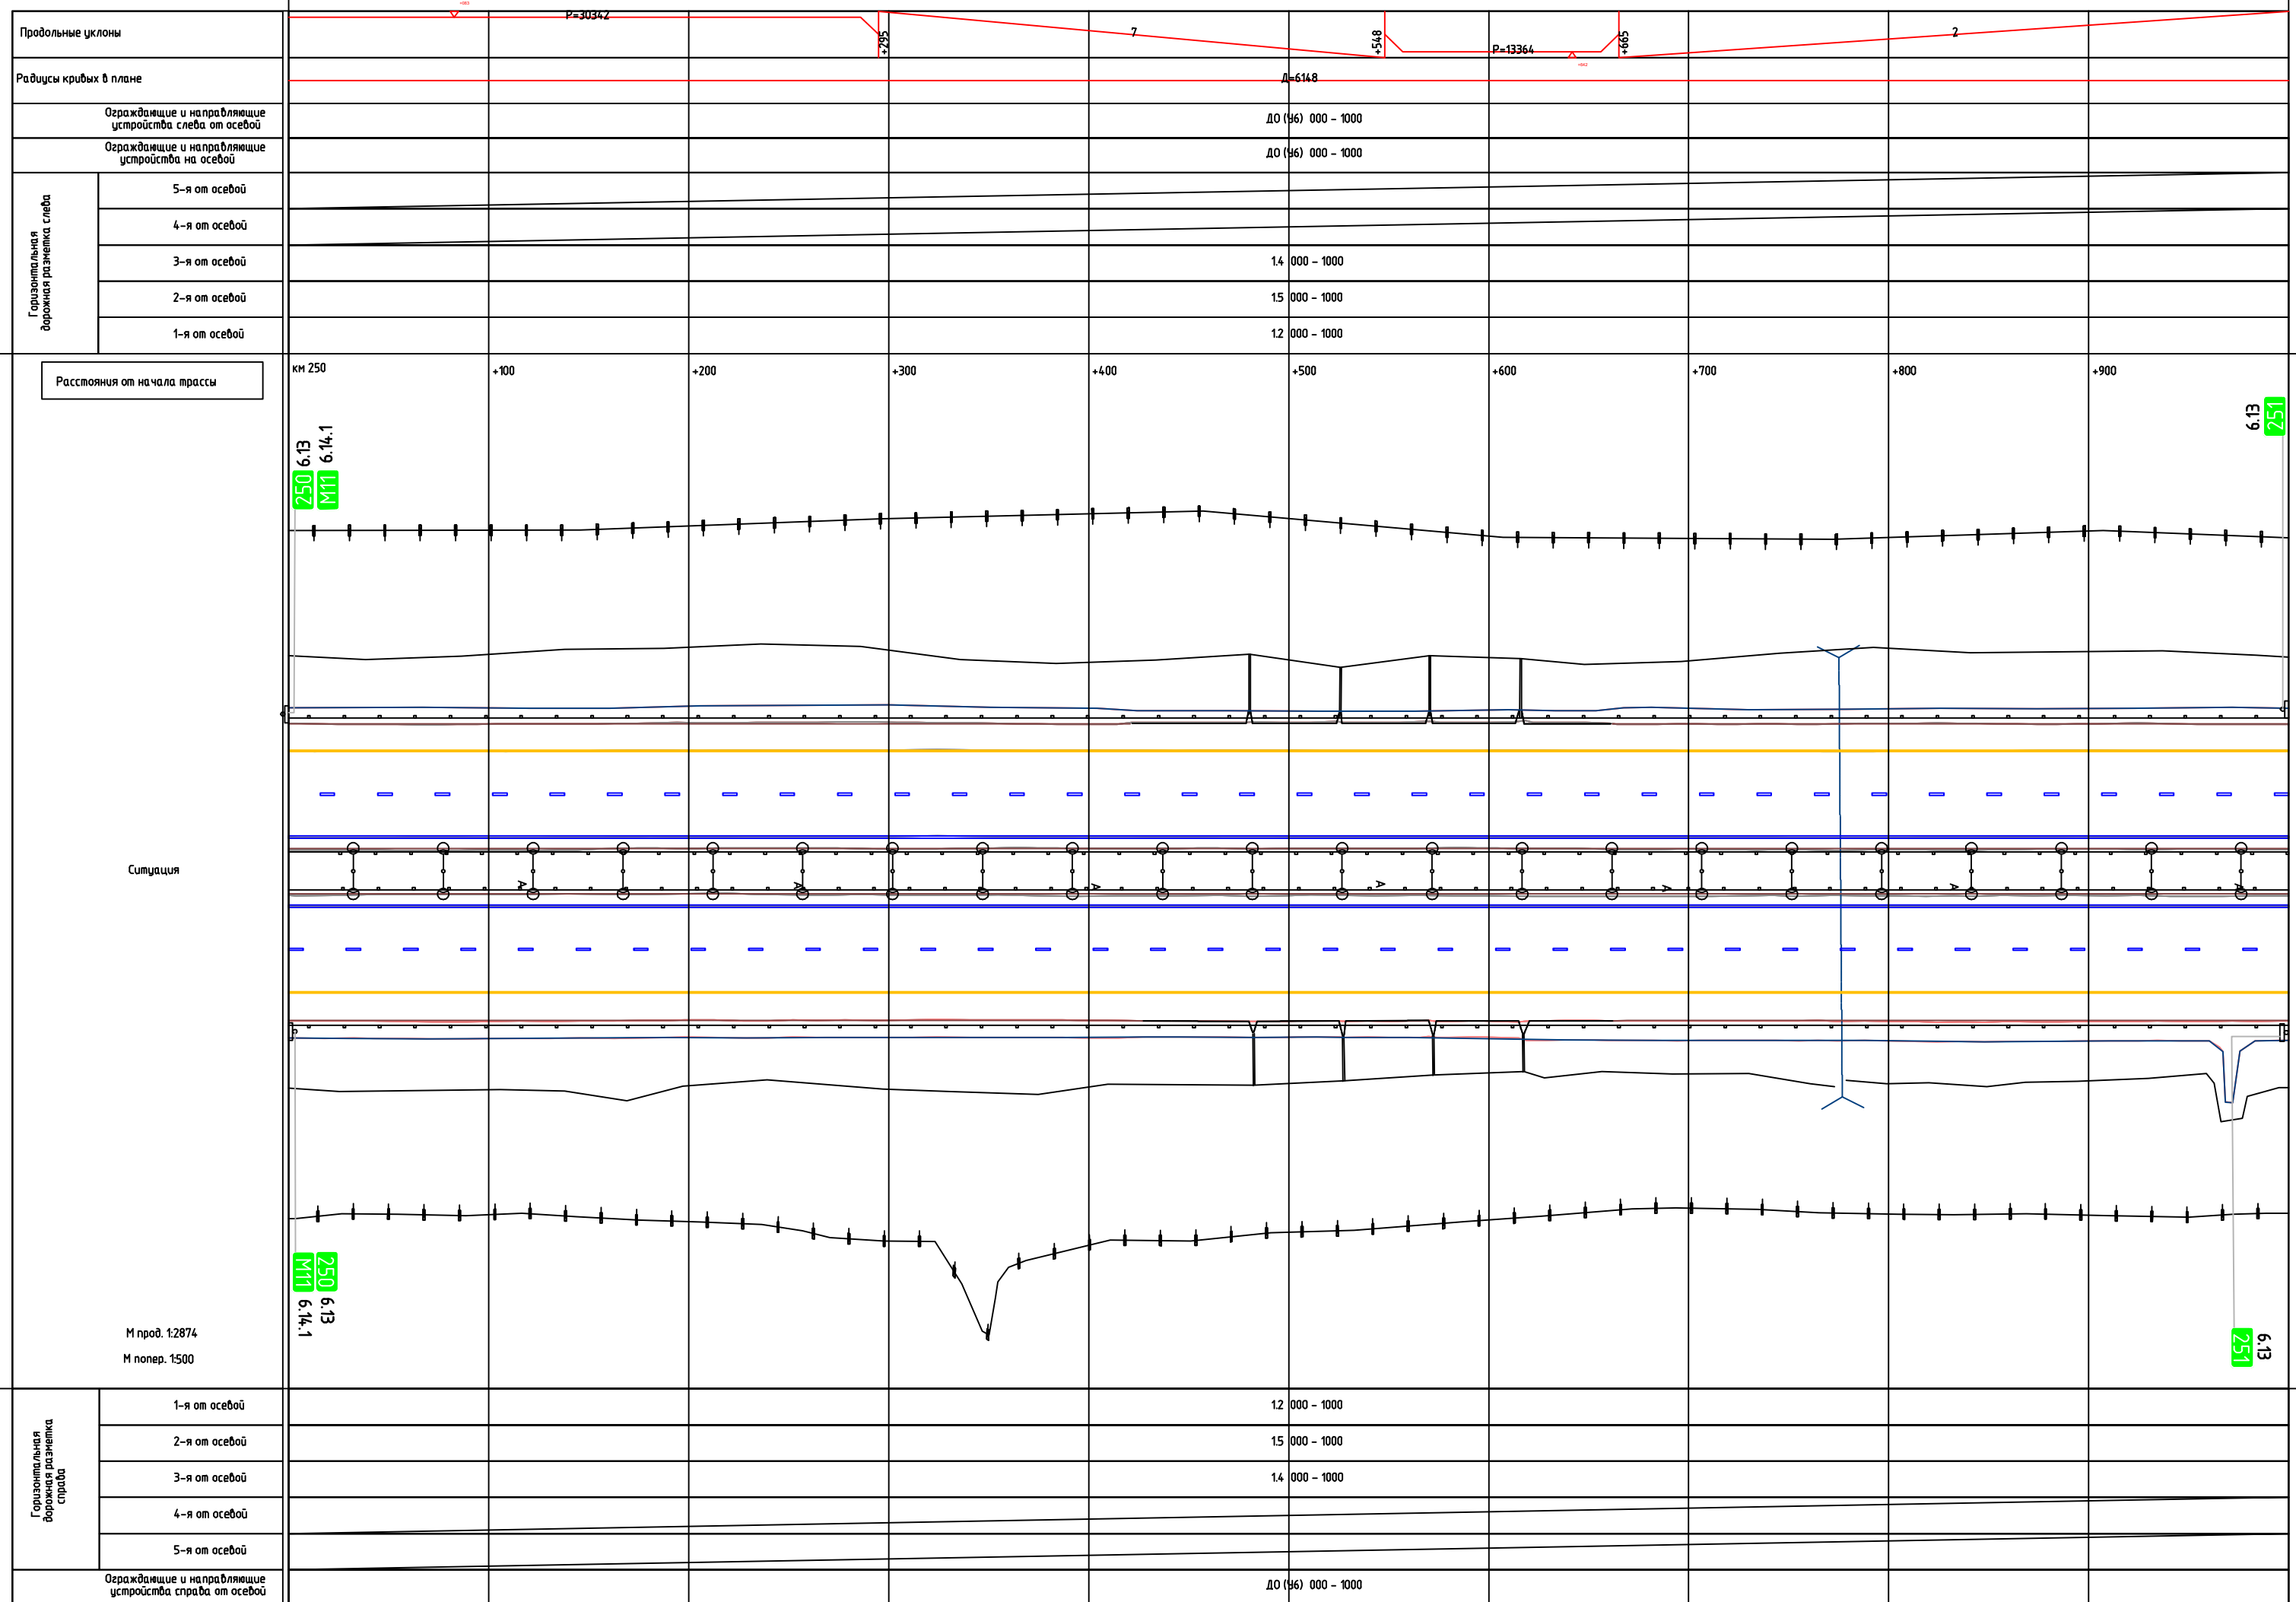 Продольные уклоны
Р=30342
+295
7
+548
Р=13364
+665
2
Радиусы кривых в плане
Д=6148
Ограждающие и направляющие
устройства слева от осевой
ДО (У6) 000 - 1000
Ограждающие и направляющие
устройства на осевой
ДО (У6) 000 - 1000
Горизонтальная
дорожная разметка слева
5-я от осевой
4-я от осевой
3-я от осевой
1.4 000 - 1000
2-я от осевой
1.5 000 - 1000
1-я от осевой
1.2 000 - 1000
Расстояния от начала трассы
км 250
+100
+200
+300
+400
+500
+600
+700
+800
+900
250 6.13
М11 6.14.1
6.13
251
Ситуация
А
А
А
А
А
А
А
М11 6.14.1
250 6.13
251 6.13
М прод. 1:2874
М попер. 1:500
Горизонтальная
дорожная разметка
справа
1-я от осевой
1.2 000 - 1000
2-я от осевой
1.5 000 - 1000
3-я от осевой
1.4 000 - 1000
4-я от осевой
5-я от осевой
Ограждающие и направляющие
устройства справа от осевой
ДО (У6) 000 - 1000